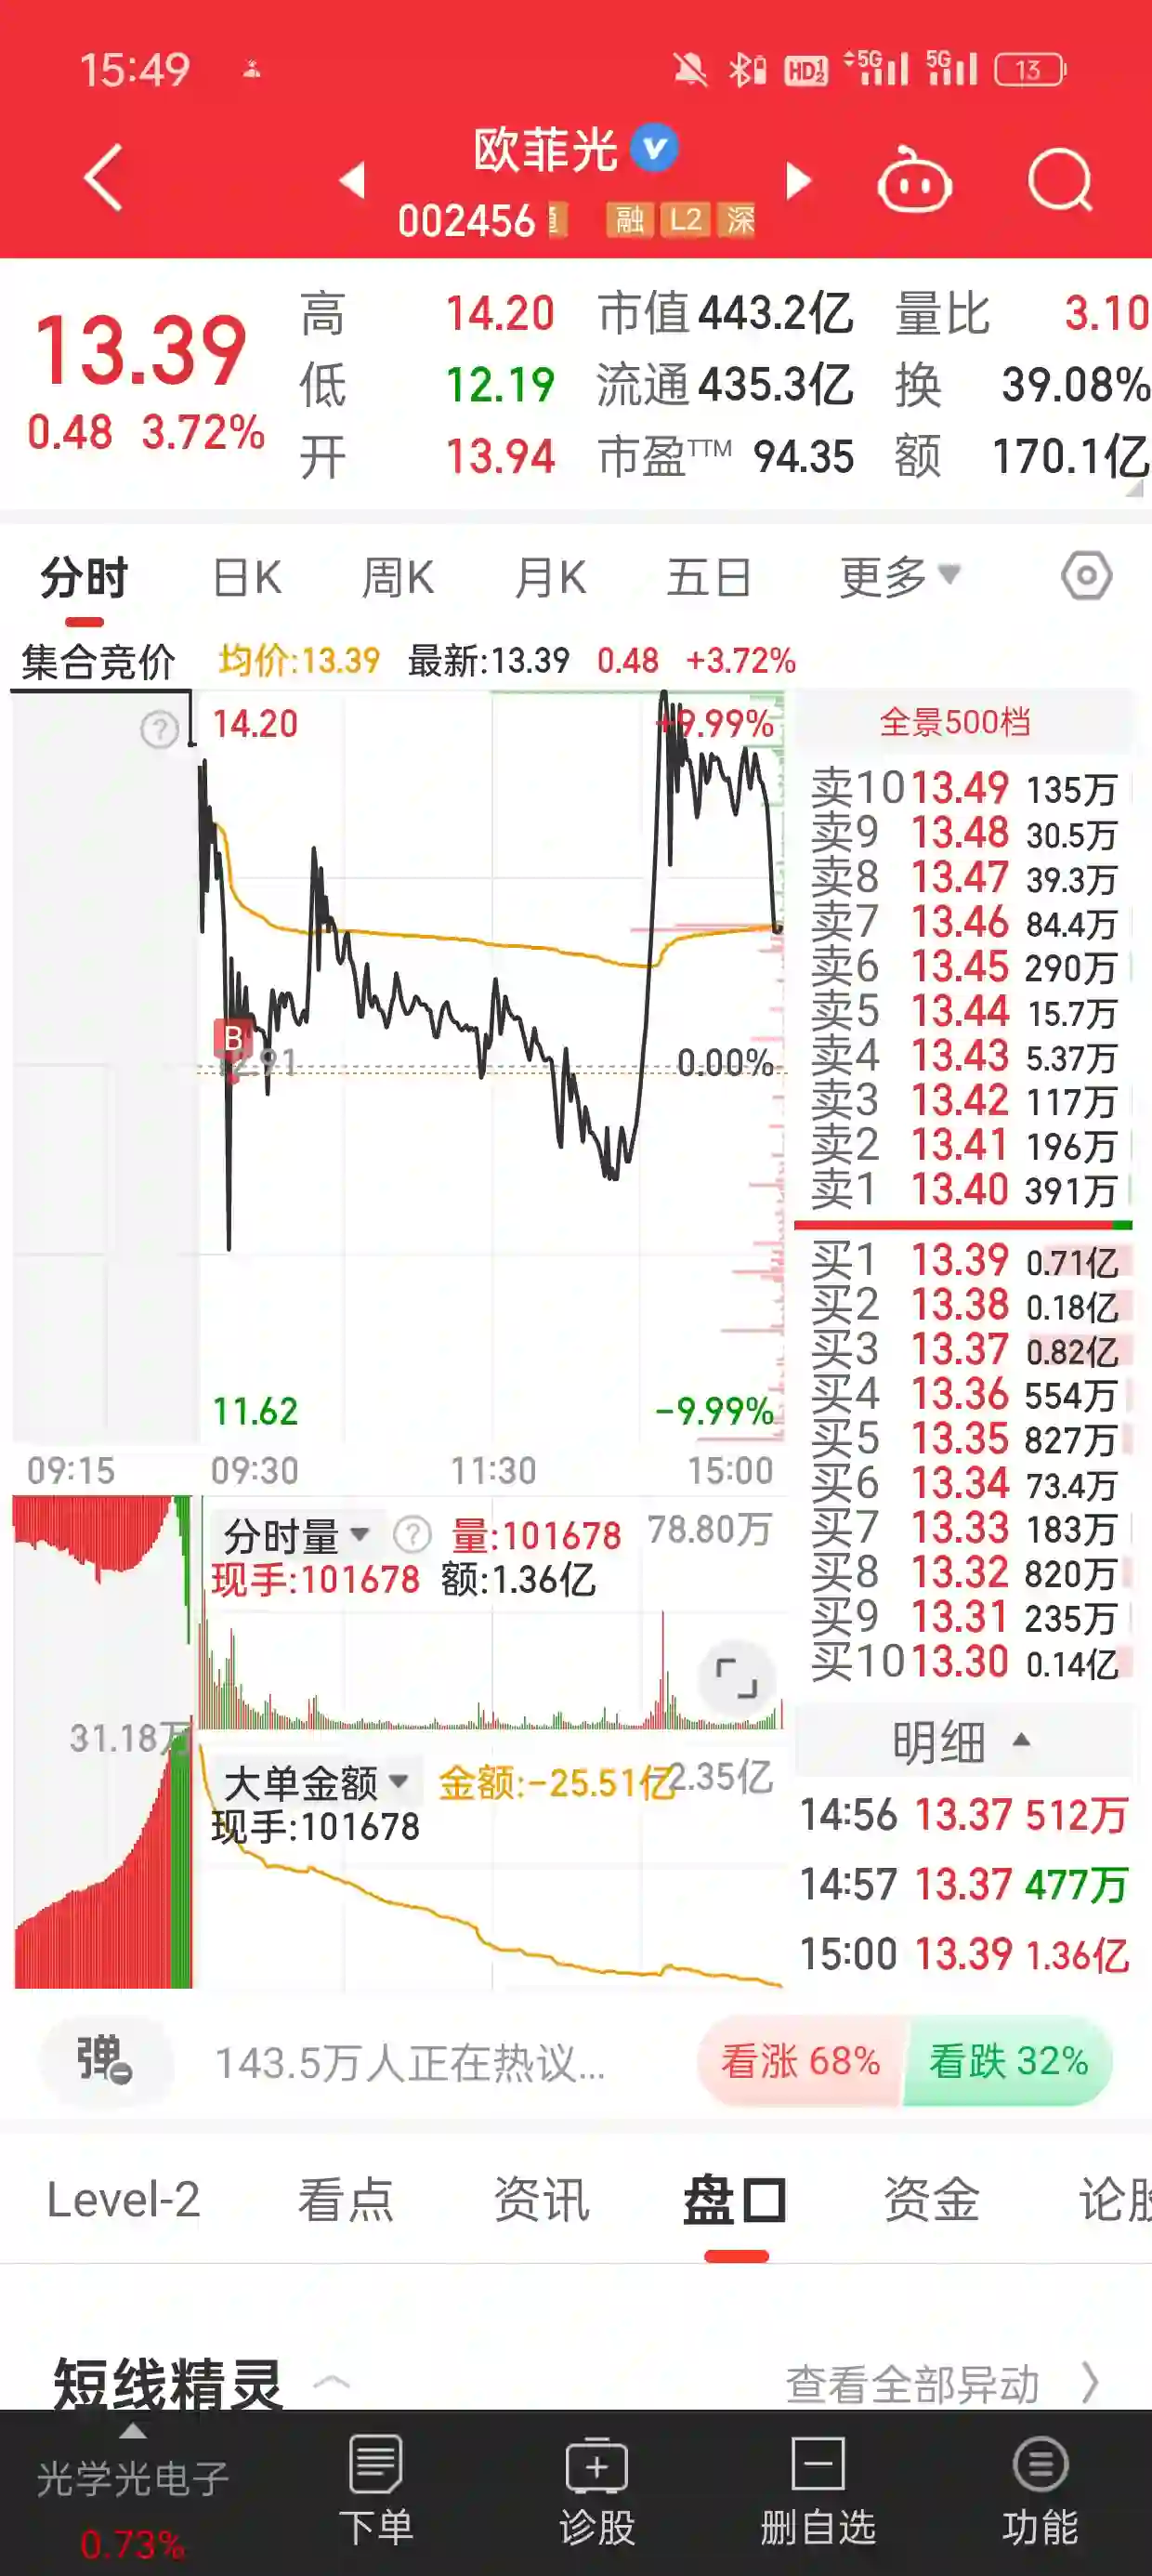 15:49 HD 1 2 5G 5G 13
欧菲光
002456 融 L2 深
13.39
0.48 3.72%
高 14.20 市值 443.2亿 量比 3.10
低 12.19 流通 435.3亿 换 39.08%
开 13.94 市盈TTM 94.35 额 170.1亿
分时 日K 周K 月K 五日 更多
集合竞价 均价:13.39 最新:13.39 0.48 +3.72%
14.20 +9.99%
B
0.00%
11.62 -9.99%
09:15 09:30 11:30 15:00
分时量 量:101678 78.80万
现手:101678 额:1.36亿
31.18万
大单金额 金额:-25.51亿 2.35亿
现手:101678
全景500档
卖10 13.49 135万
卖9 13.48 30.5万
卖8 13.47 39.3万
卖7 13.46 84.4万
卖6 13.45 290万
卖5 13.44 15.7万
卖4 13.43 5.37万
卖3 13.42 117万
卖2 13.41 196万
卖1 13.40 391万
买1 13.39 0.71亿
买2 13.38 0.18亿
买3 13.37 0.82亿
买4 13.36 554万
买5 13.35 827万
买6 13.34 73.4万
买7 13.33 183万
买8 13.32 820万
买9 13.31 235万
买10 13.30 0.14亿
明细
14:56 13.37 512万
14:57 13.37 477万
15:00 13.39 1.36亿
弹 143.5万人正在热议... 看涨 68% 看跌 32%
Level-2 看点 资讯 盘口 资金 论股
短线精灵 查看全部异动
光学光电子
0.73%
下单 诊股 删自选 功能